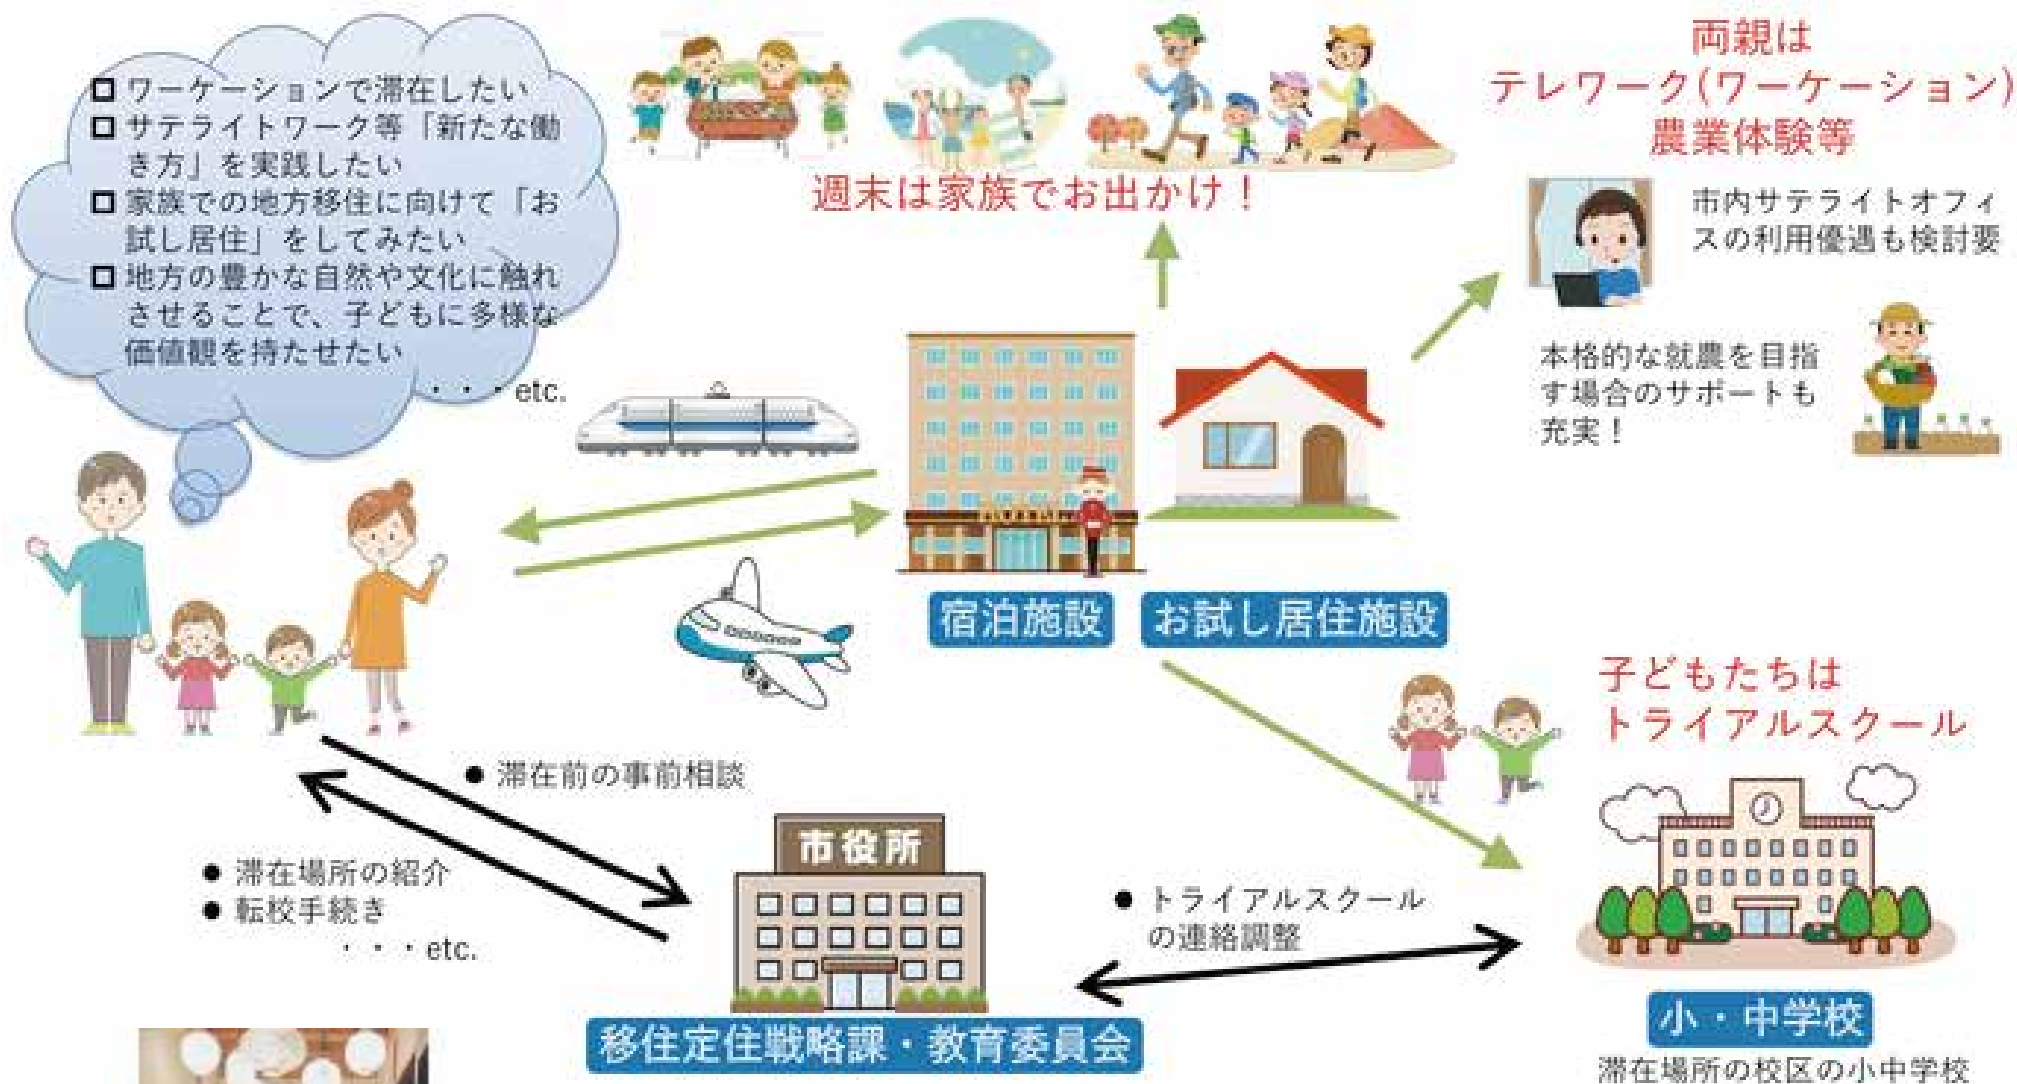 □ ワーケーションで滞在したい
□ サテライトワーク等「新たな働
き方」を実践したい
□ 家族での地方移住に向けて「お
試し居住」をしてみたい
□ 地方の豊かな自然や文化に触れ
させることで、子どもに多様な
価値観を持たせたい
・・・etc.
週末は家族でお出かけ！
両親は
テレワーク(ワーケーション)
農業体験等
市内サテライトオフィ
スの利用優遇も検討要
本格的な就農を目指
す場合のサポートも
充実！
宿泊施設
お試し居住施設
子どもたちは
トライアルスクール
● 滞在前の事前相談
● 滞在場所の紹介
● 転校手続き
・・・etc.
市役所
● トライアルスクール
の連絡調整
移住定住戦略課・教育委員会
小・中学校
滞在場所の校区の小中学校